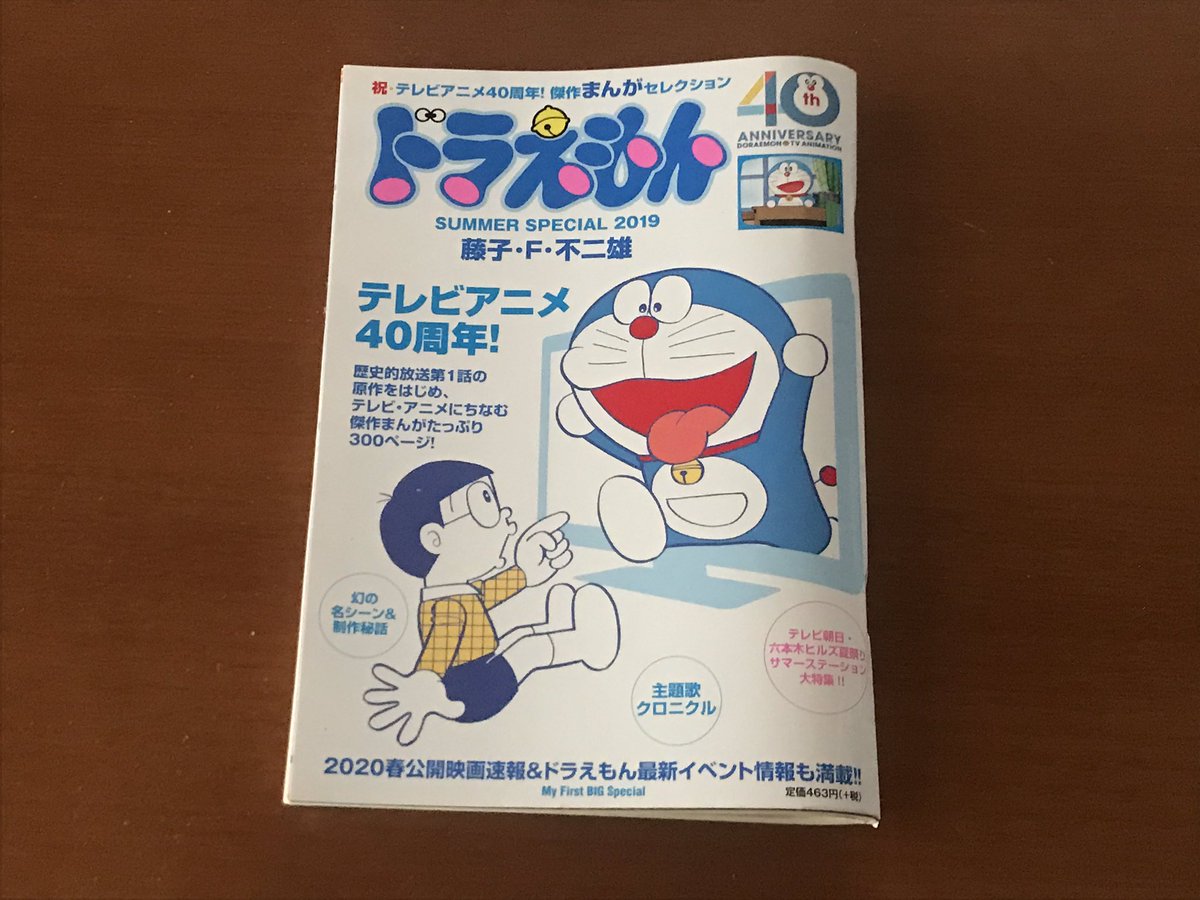 祝・テレビアニメ40周年!傑作まんがセレクション
ドラえもん
SUMMER SPECIAL 2019
藤子・F・不二雄
40th
ANNIVERSARY
DORAEMON TV ANIMATION
テレビアニメ
40周年!
歴史的放送第1話の
原作をはじめ、
テレビ・アニメにちなむ
傑作まんがたっぷり
300ページ!
幻の
名シーン&
制作秘話
主題歌
クロニクル
テレビ朝日・
六本木ヒルズ夏祭り
サマーステーション
大特集!!
2020春公開映画速報&ドラえもん最新イベント情報も満載!!
My First BIG Special
定価463円(+税)